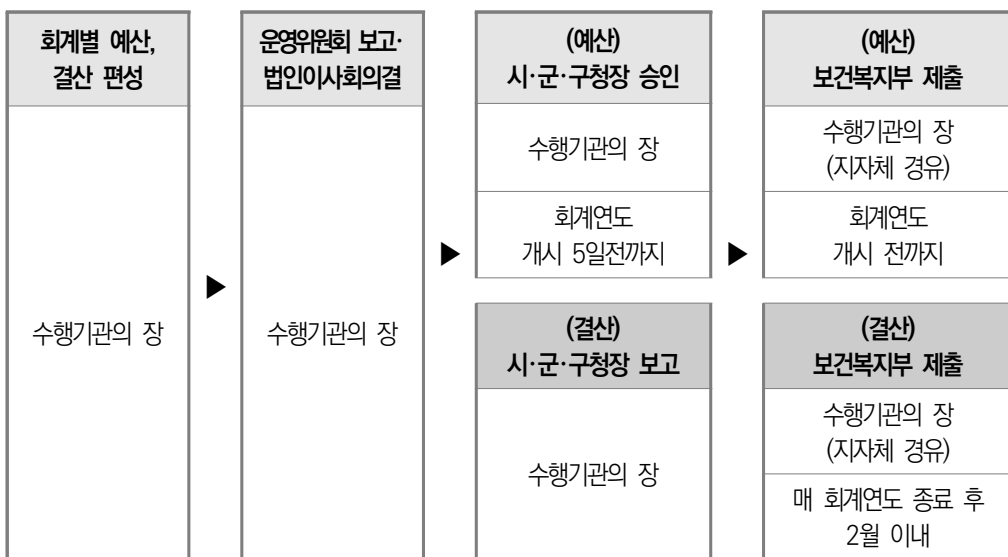 회계별 예산,
결산 편성
수행기관의 장
▶
운영위원회 보고·
법인이사회의결
수행기관의 장
▶
(예산)
시·군·구청장 승인
수행기관의 장
회계연도
개시 5일전까지
▶
(예산)
보건복지부 제출
수행기관의 장
(지자체 경유)
회계연도
개시 전까지
(결산)
시·군·구청장 보고
수행기관의 장
(결산)
보건복지부 제출
수행기관의 장
(지자체 경유)
매 회계연도 종료 후
2월 이내